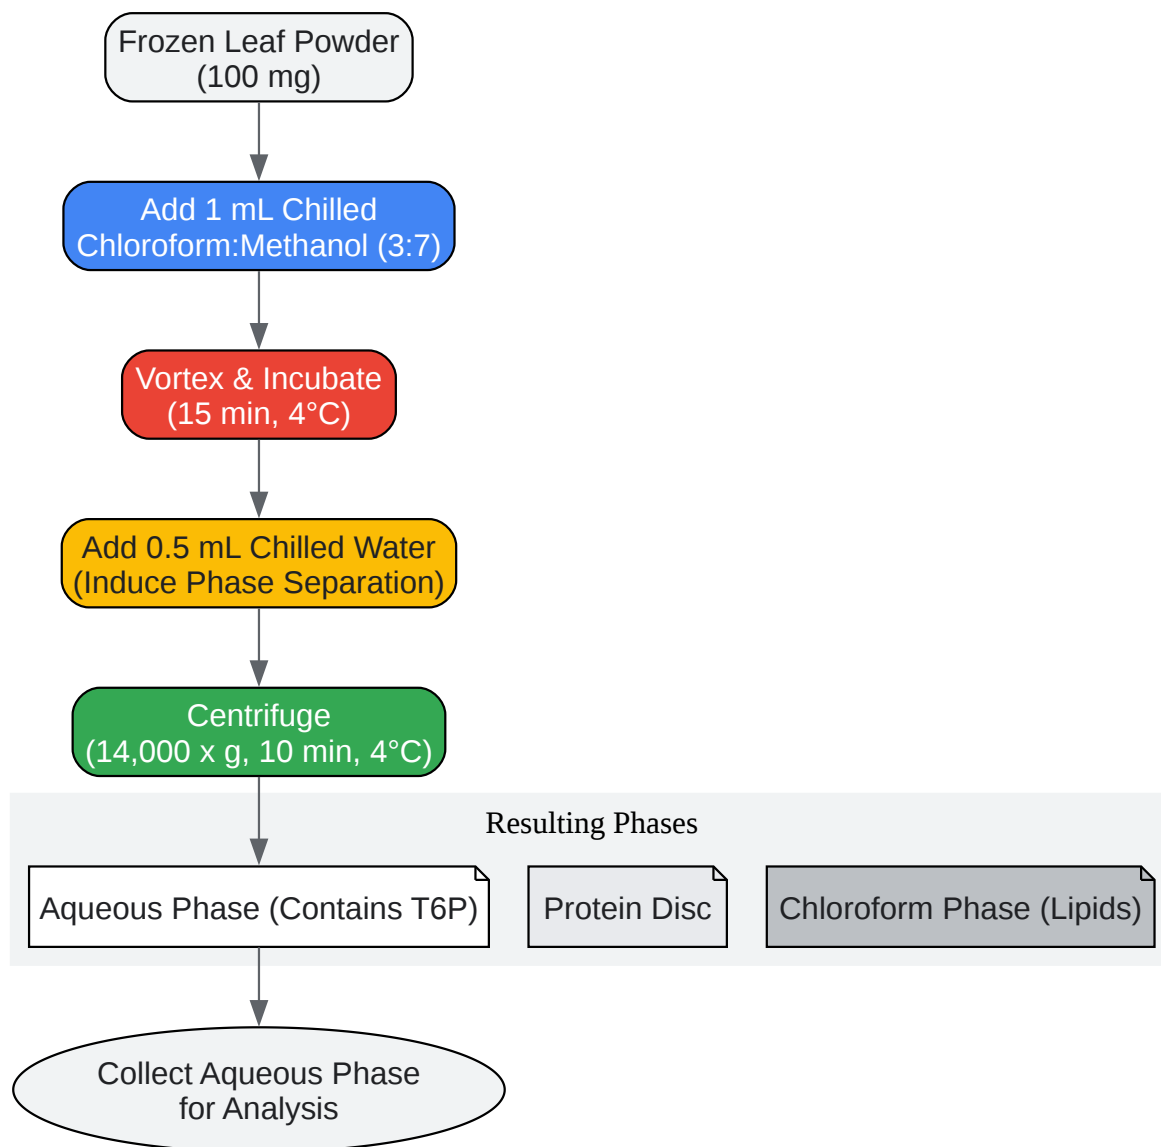 Frozen Leaf Powder
(100 mg)
Add 1 mL Chilled
Chloroform:Methanol (3:7)
Vortex & Incubate
(15 min, 4°C)
Add 0.5 mL Chilled Water
(Induce Phase Separation)
Centrifuge
(14,000 x g, 10 min, 4°C)
Resulting Phases
Aqueous Phase (Contains T6P)
Protein Disc
Chloroform Phase (Lipids)
Collect Aqueous Phase
for Analysis